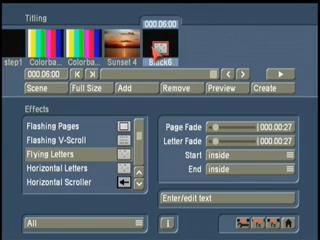 Titling
000.06:00
step1 Colorba... Colorba... Sunset 4 Black6
000.06:00
Scene Full Size Add Remove Preview Create
Effects
Flashing Pages
Flashing V-Scroll
Flying Letters
Horizontal Letters
Horizontal Scroller
Page Fade 000.00:27
Letter Fade 000.00:27
Start inside
End inside
Enter/edit text
All
i